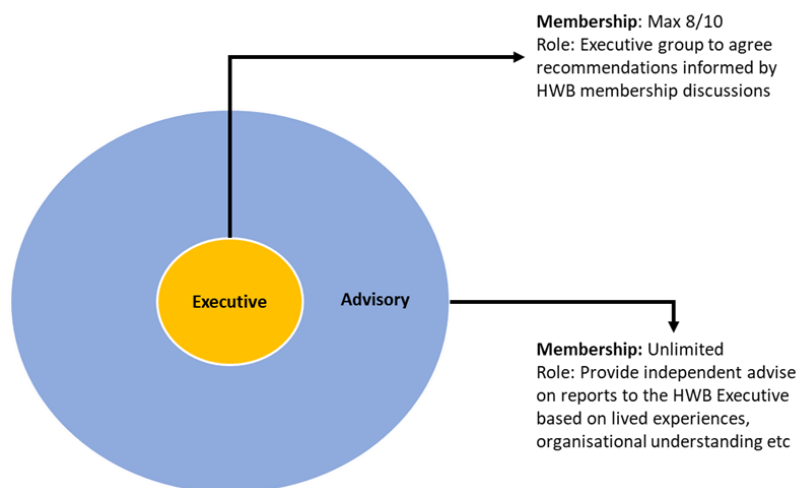 Membership: Max 8/10
Role: Executive group to agree
recommendations informed by
HWB membership discussions
Executive
Advisory
Membership: Unlimited
Role: Provide independent advise
on reports to the HWB Executive
based on lived experiences,
organisational understanding etc